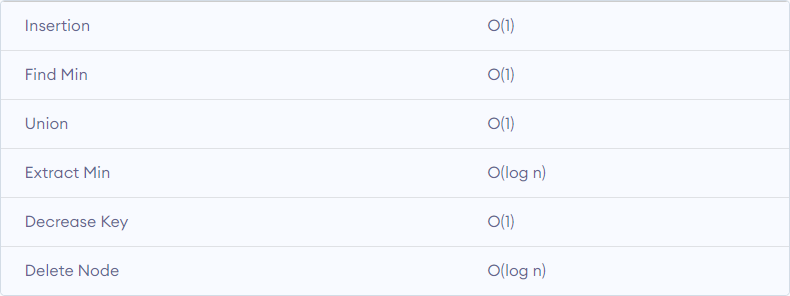 Insertion O(1)
Find Min O(1)
Union O(1)
Extract Min O(log n)
Decrease Key O(1)
Delete Node O(log n)